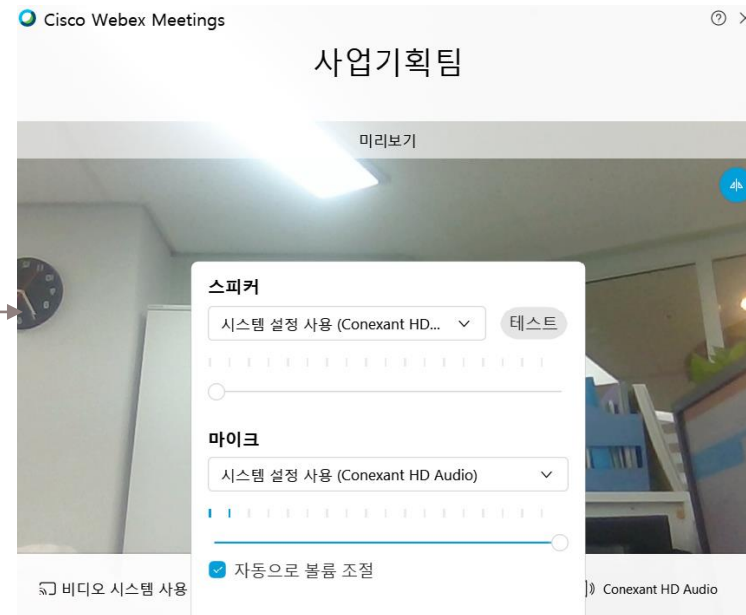 Cisco Webex Meetings
사업기획팀
미리보기
스피커
시스템 설정 사용 (Conexant HD...
테스트
마이크
시스템 설정 사용 (Conexant HD Audio)
자동으로 볼륨 조절
비디오 시스템 사용
Conexant HD Audio